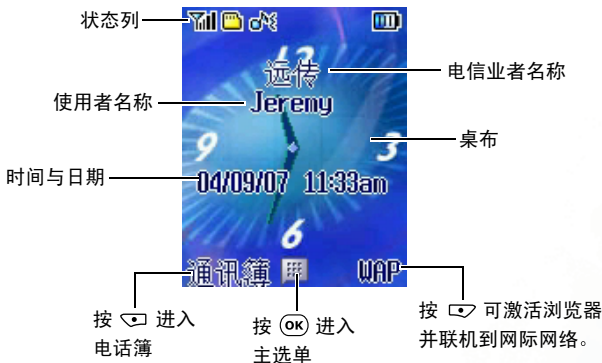 状态列
12
远传
电信业者名称
使用者名称
Jereny
9
3
桌布
时间与日期
04/09/07 11:33am
6
通讯簿
WAP
按 进入
电话簿
按 OK 进入
主选单
按 可激活浏览器
并联机到网际网络。